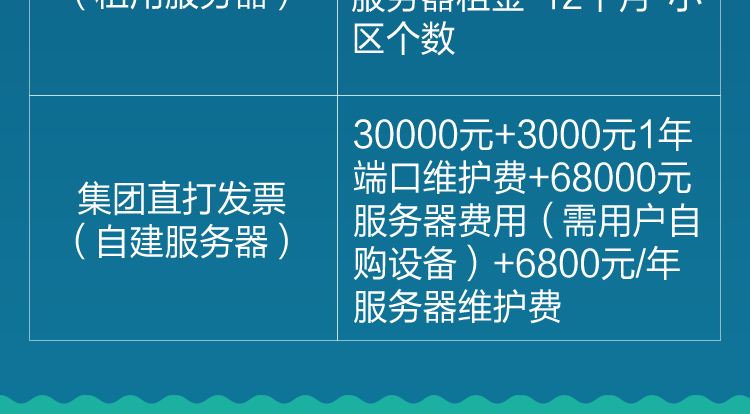 （租用服务器）
服务器租金*12个月*小
区个数
集团直打发票
（自建服务器）
30000元+3000元1年
端口维护费+68000元
服务器费用（需用户自
购设备）+6800元/年
服务器维护费